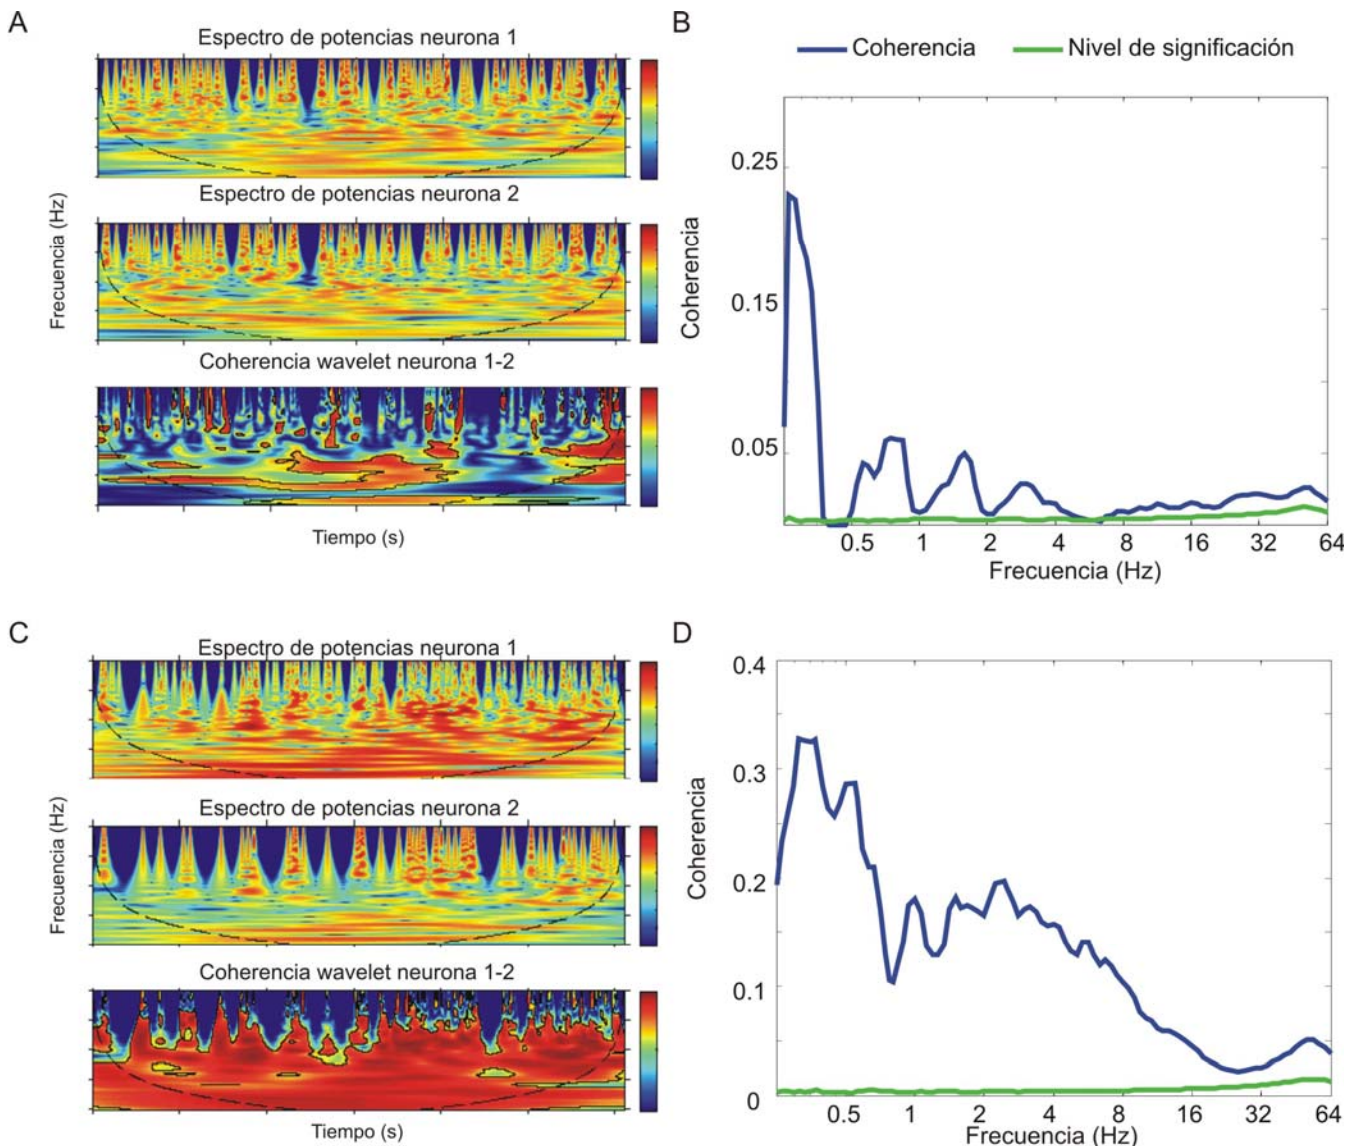 A
Espectro de potencias neurona 1
Espectro de potencias neurona 2
Coherencia wavelet neurona 1-2
Frecuencia (Hz)
Tiempo (s)
B
Coherencia
Nivel de significación
0.25
0.15
0.05
Coherencia
0.5 1 2 4 8 16 32 64
Frecuencia (Hz)
C
Espectro de potencias neurona 1
Espectro de potencias neurona 2
Coherencia wavelet neurona 1-2
Frecuencia (Hz)
Tiempo (s)
D
0.4
0.3
0.2
0.1
0
Coherencia
0.5 1 2 4 8 16 32 64
Frecuencia (Hz)